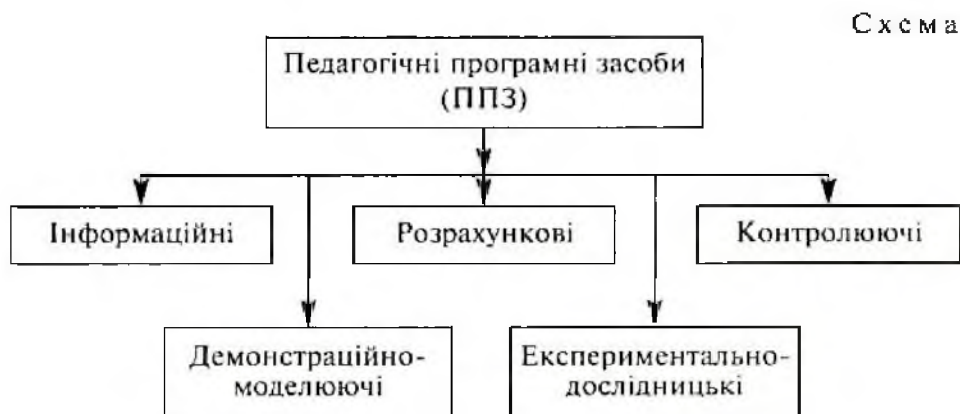 Схема
Педагогічні програмні засоби
(ППЗ)
Інформаційні
Розрахункові
Контролюючі
Демонстраційно-
моделюючі
Експериментально-
дослідницькі